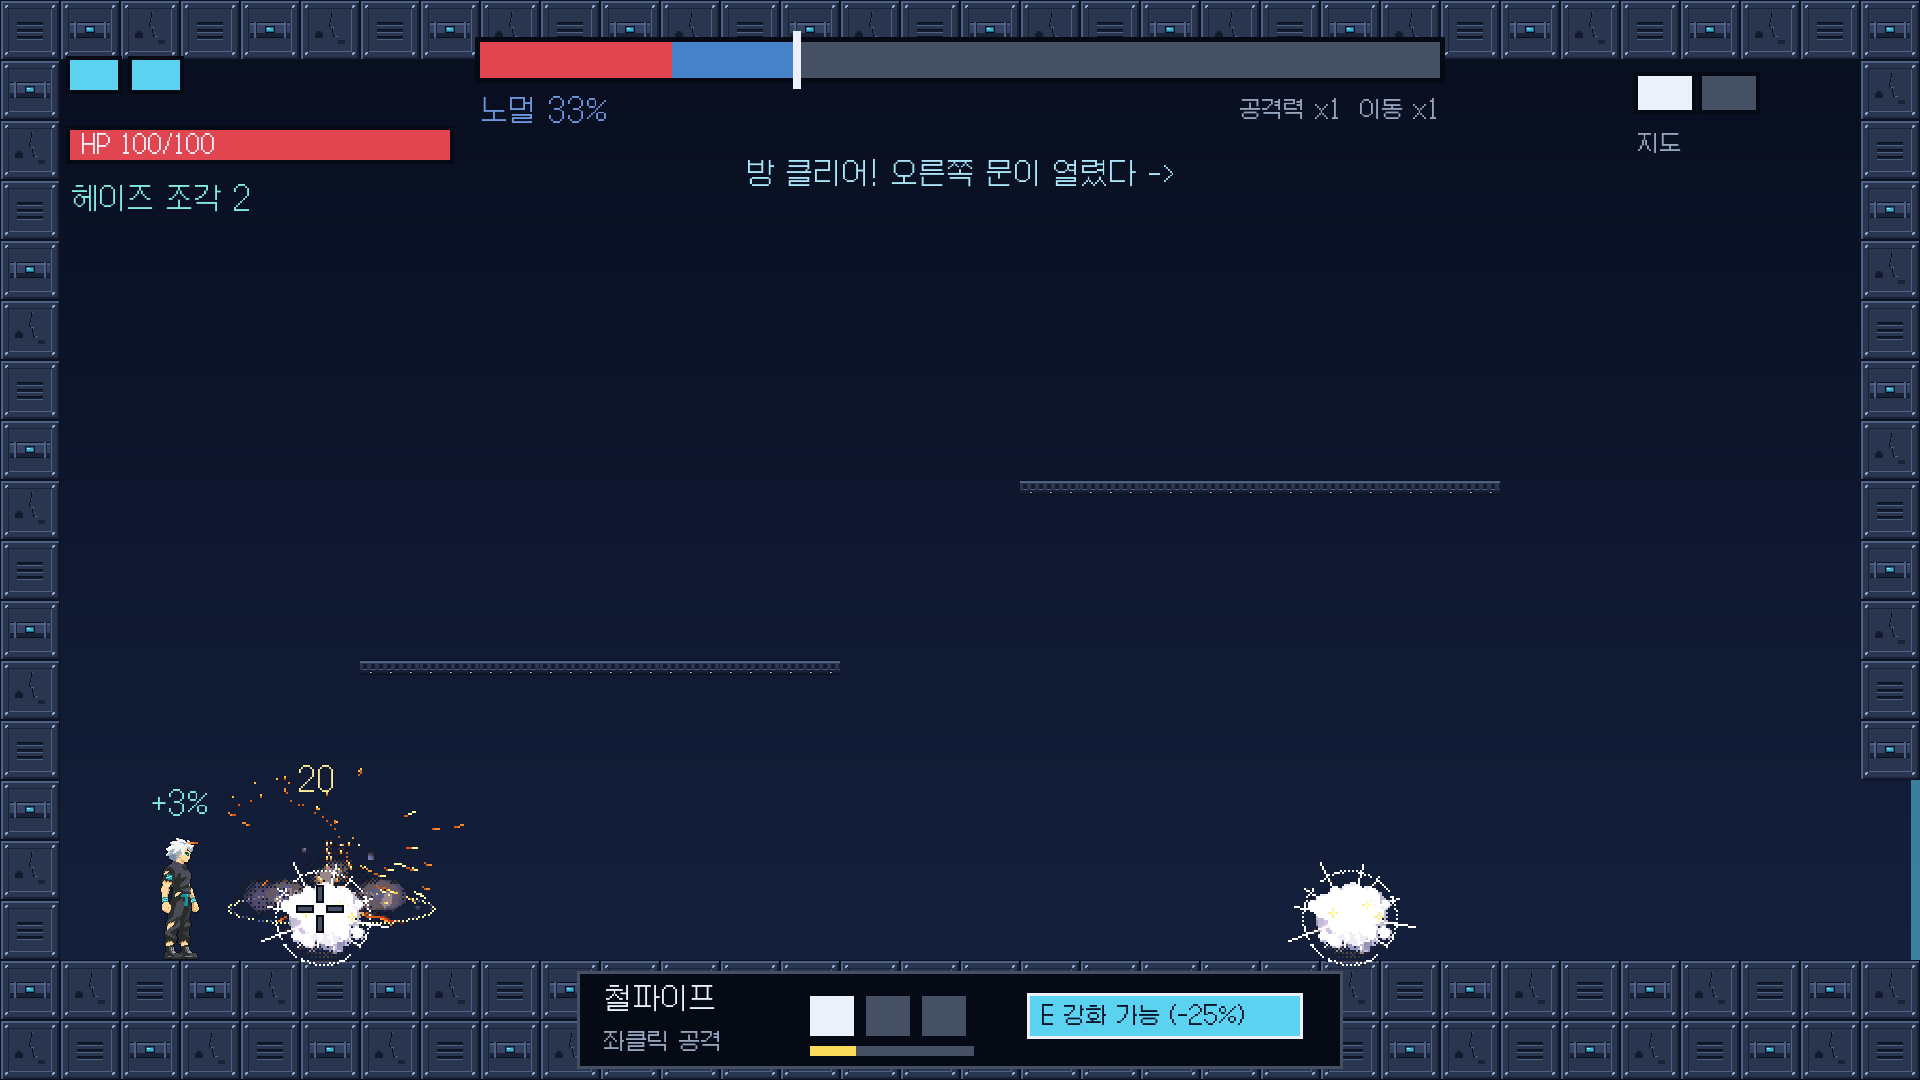 HP 100/100
헤이즈 조각 2
노멀 33%
공격력 x1 이동 x1
지도
방 클리어! 오른쪽 문이 열렸다 ->
20
+3%
철파이프
좌클릭 공격
E 강화 가능 (-25%)